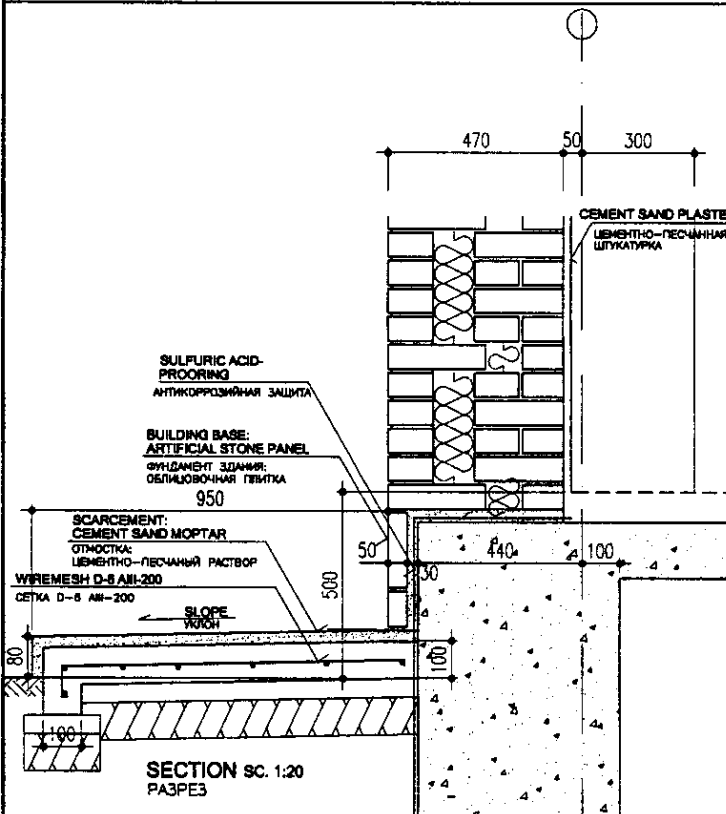 470 50 300
CEMENT SAND PLASTE
ЦЕМЕНТНО-ПЕСЧАННАЯ
ШТУКАТУРКА
SULFURIC ACID-
PROORING
АНТИКОРРОЗИЙНАЯ ЗАЩИТА
BUILDING BASE:
ARTIFICIAL STONE PANEL
ФУНДАМЕНТ ЗДАНИЯ:
ОБЛИЦОВОЧНАЯ ПЛИТКА
950
SCARCEMENT:
CEMENT SAND MOPTAR
ОТМОСТКА:
ЦЕМЕНТНО-ПЕСЧАНЫЙ РАСТВОР
50 440 100
30
500
WIREMESH D-6 AIII-200
СЕТКА D-6 AIII-200
SLOPE
УКЛОН
80
100
100
SECTION SC. 1:20
РАЗРЕЗ